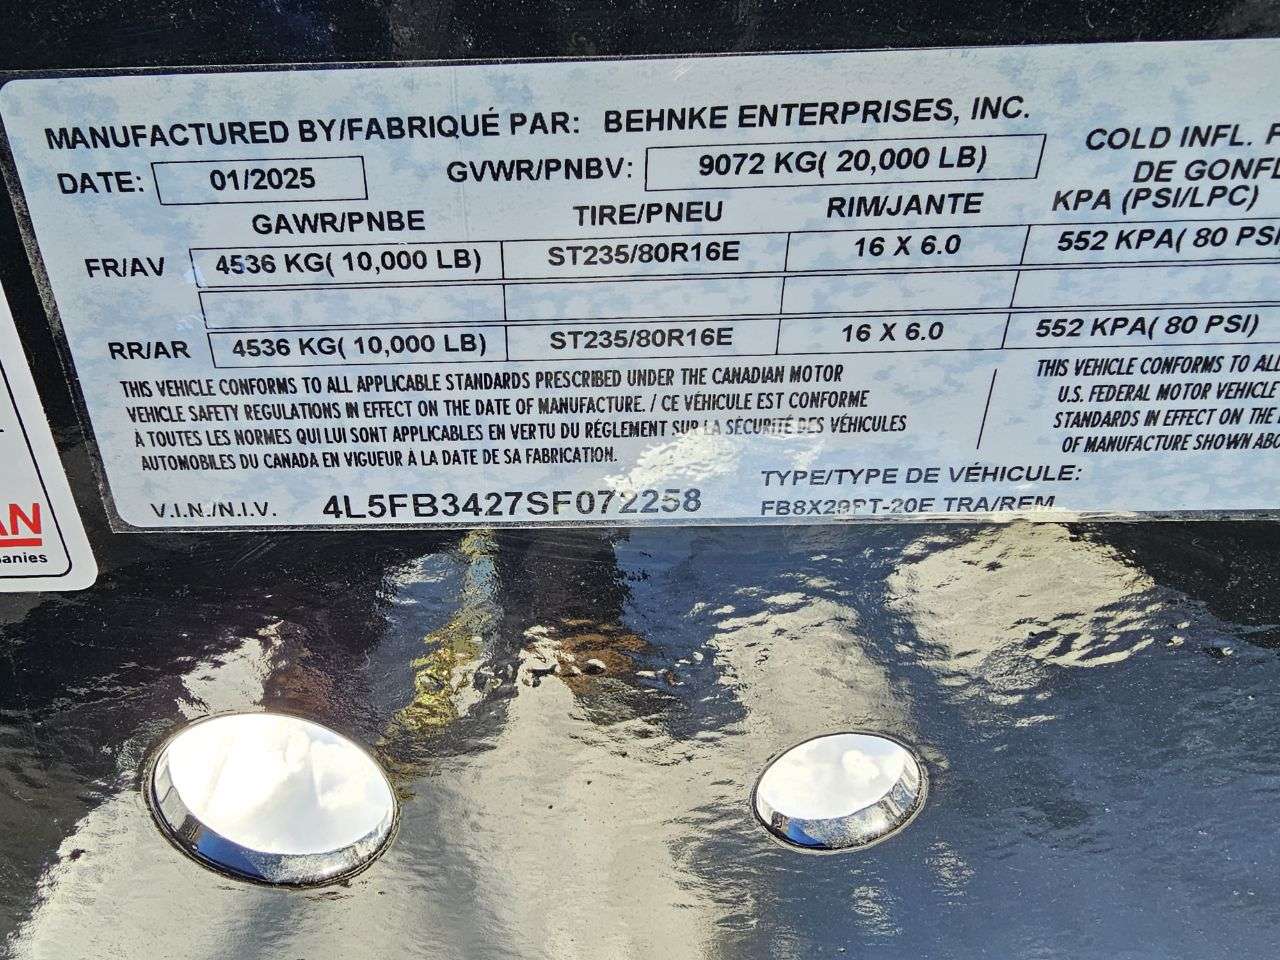 MANUFACTURED BY/FABRIQUÉ PAR: BEHNKE ENTERPRISES, INC.
DATE: 01/2025 GVWR/PNBV: 9072 KG( 20,000 LB)
COLD INFL.
DE GONFL
GAWR/PNBE TIRE/PNEU RIM/JANTE KPA (PSI/LPC)
FR/AV 4536 KG( 10,000 LB) ST235/80R16E 16 X 6.0 552 KPA( 80 PSI
RR/AR 4536 KG( 10,000 LB) ST235/80R16E 16 X 6.0 552 KPA( 80 PSI)
THIS VEHICLE CONFORMS TO ALL APPLICABLE STANDARDS PRESCRIBED UNDER THE CANADIAN MOTOR
VEHICLE SAFETY REGULATIONS IN EFFECT ON THE DATE OF MANUFACTURE. / CE VÉHICULE EST CONFORME
À TOUTES LES NORMES QUI LUI SONT APPLICABLES EN VERTU DU RÉGLEMENT SUR LA SÉCURITÉ DES VÉHICULES
AUTOMOBILES DU CANADA EN VIGUEUR À LA DATE DE SA FABRICATION.
THIS VEHICLE CONFORMS TO ALL
U.S. FEDERAL MOTOR VEHICLE
STANDARDS IN EFFECT ON THE
OF MANUFACTURE SHOWN ABO
TYPE/TYPE DE VÉHICULE:
V.I.N./N.I.V. 4L5FB3427SF072258 TRA/REM
AN
anies